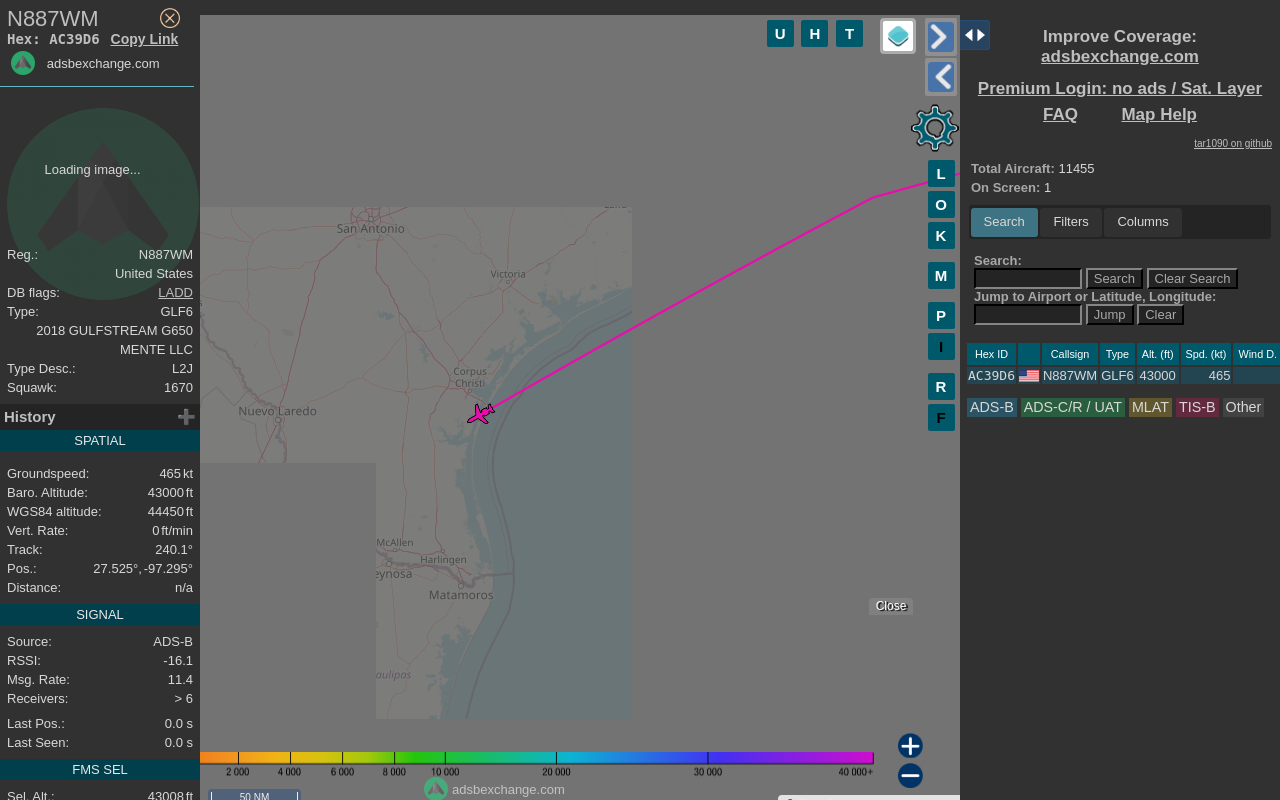 N887WM
Hex: AC39D6 Copy Link
adsbexchange.com
Loading image...
Reg.: N887WM
United States
DB flags: LADD
Type: GLF6
2018 GULFSTREAM G650
MENTE LLC
Type Desc.: L2J
Squawk: 1670
History
SPATIAL
Groundspeed: 465 kt
Baro. Altitude: 43000 ft
WGS84 altitude: 44450 ft
Vert. Rate: 0 ft/min
Track: 240.1°
Pos.: 27.525°, -97.295°
Distance: n/a
SIGNAL
Source: ADS-B
RSSI: -16.1
Msg. Rate: 11.4
Receivers: > 6
Last Pos.: 0.0 s
Last Seen: 0.0 s
FMS SEL
Sel. Alt.: 43008 ft
U H T
San Antonio
Victoria
Corpus
Christi
Nuevo Laredo
McAllen
Harlingen
eynosa
Matamoros
aulipas
L
O
K
M
P
I
R
F
Close
2 000 4 000 6 000 8 000 10 000 20 000 30 000 40 000+
adsbexchange.com
50 NM
Improve Coverage:
adsbexchange.com
Premium Login: no ads / Sat. Layer
FAQ Map Help
tar1090 on github
Total Aircraft: 11455
On Screen: 1
Search Filters Columns
Search:
Search Clear Search
Jump to Airport or Latitude, Longitude:
Jump Clear
Hex ID Callsign Type Alt. (ft) Spd. (kt) Wind D.
AC39D6 N887WM GLF6 43000 465
ADS-B ADS-C/R / UAT MLAT TIS-B Other